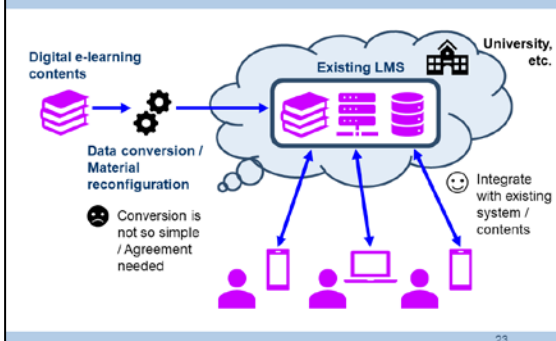 Digital e-learning
contents
Existing LMS
University,
etc.
Data conversion /
Material
reconfiguration
Conversion is
not so simple
/ Agreement
needed
Integrate
with existing
system /
contents
23